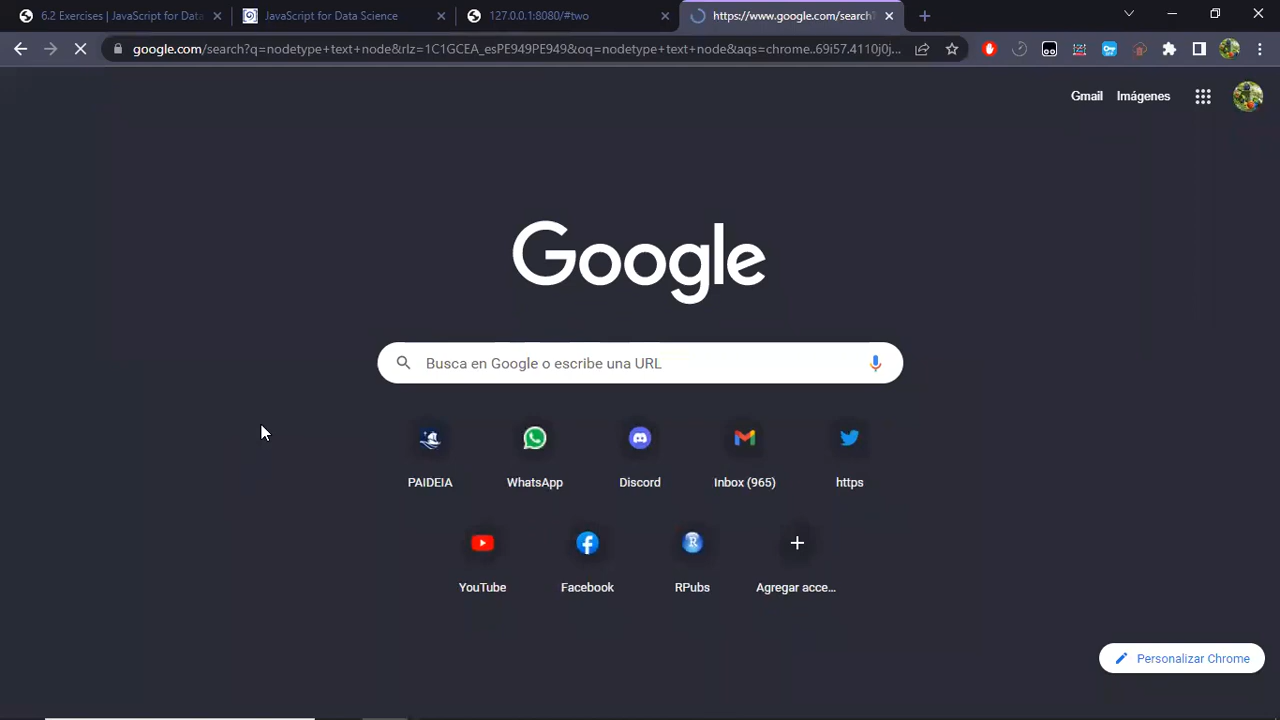 6.2 Exercises | JavaScript for Data
JavaScript for Data Science
127.0.0.1:8080/#two
https://www.google.com/search?
google.com/search?q=nodetype+text+node&rlz=1C1GCEA_esPE949PE949&oq=nodetype+text+node&aqs=chrome..69i57.4110j0j...
Gmail
Imágenes
Google
Busca en Google o escribe una URL
PAIDEIA
WhatsApp
Discord
Inbox (965)
https
YouTube
Facebook
RPubs
Agregar acce...
Personalizar Chrome